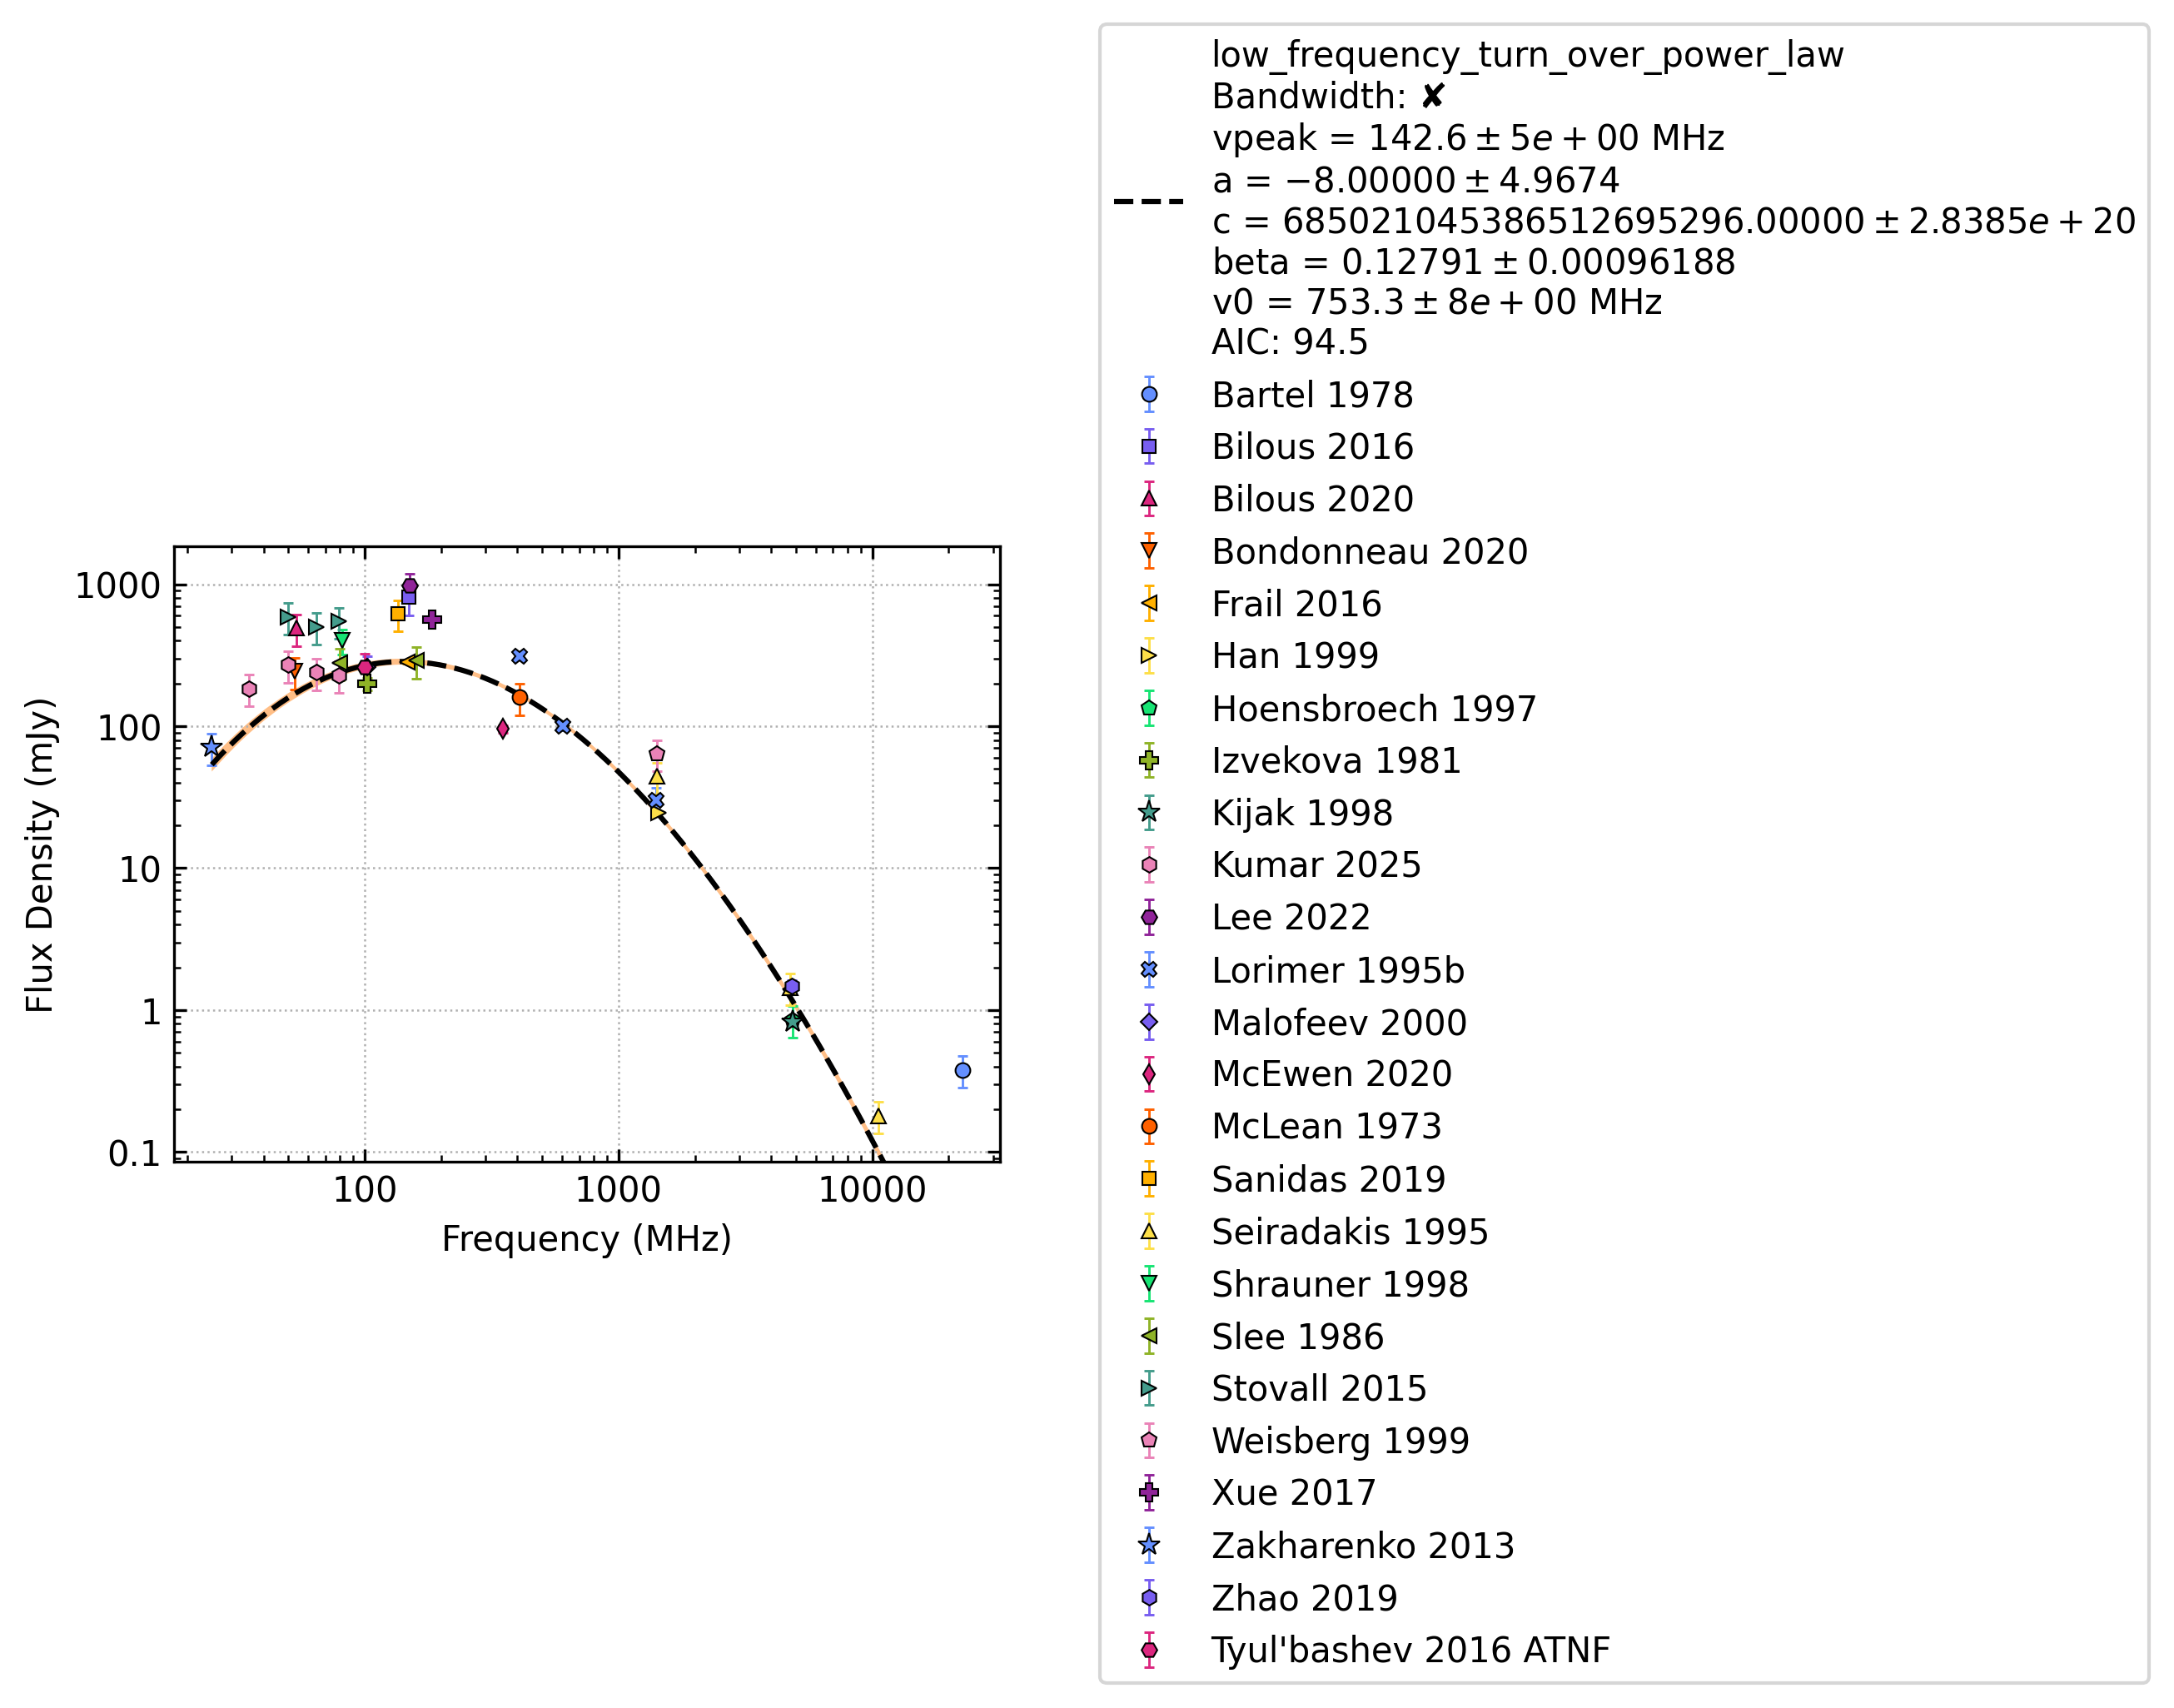 low_frequency_turn_over_power_law
Bandwidth: ✘
vpeak = 142.6 ± 5e + 00 MHz
a = −8.00000 ± 4.9674
c = 685021045386512695296.00000 ± 2.8385e + 20
beta = 0.12791 ± 0.00096188
v0 = 753.3 ± 8e + 00 MHz
AIC: 94.5
Bartel 1978
Bilous 2016
Bilous 2020
Bondonneau 2020
Frail 2016
Han 1999
Hoensbroech 1997
Izvekova 1981
Kijak 1998
Kumar 2025
Lee 2022
Lorimer 1995b
Malofeev 2000
McEwen 2020
McLean 1973
Sanidas 2019
Seiradakis 1995
Shrauner 1998
Slee 1986
Stovall 2015
Weisberg 1999
Xue 2017
Zakharenko 2013
Zhao 2019
Tyul'bashev 2016 ATNF
1000
100
10
1
0.1
Flux Density (mJy)
100 1000 10000
Frequency (MHz)